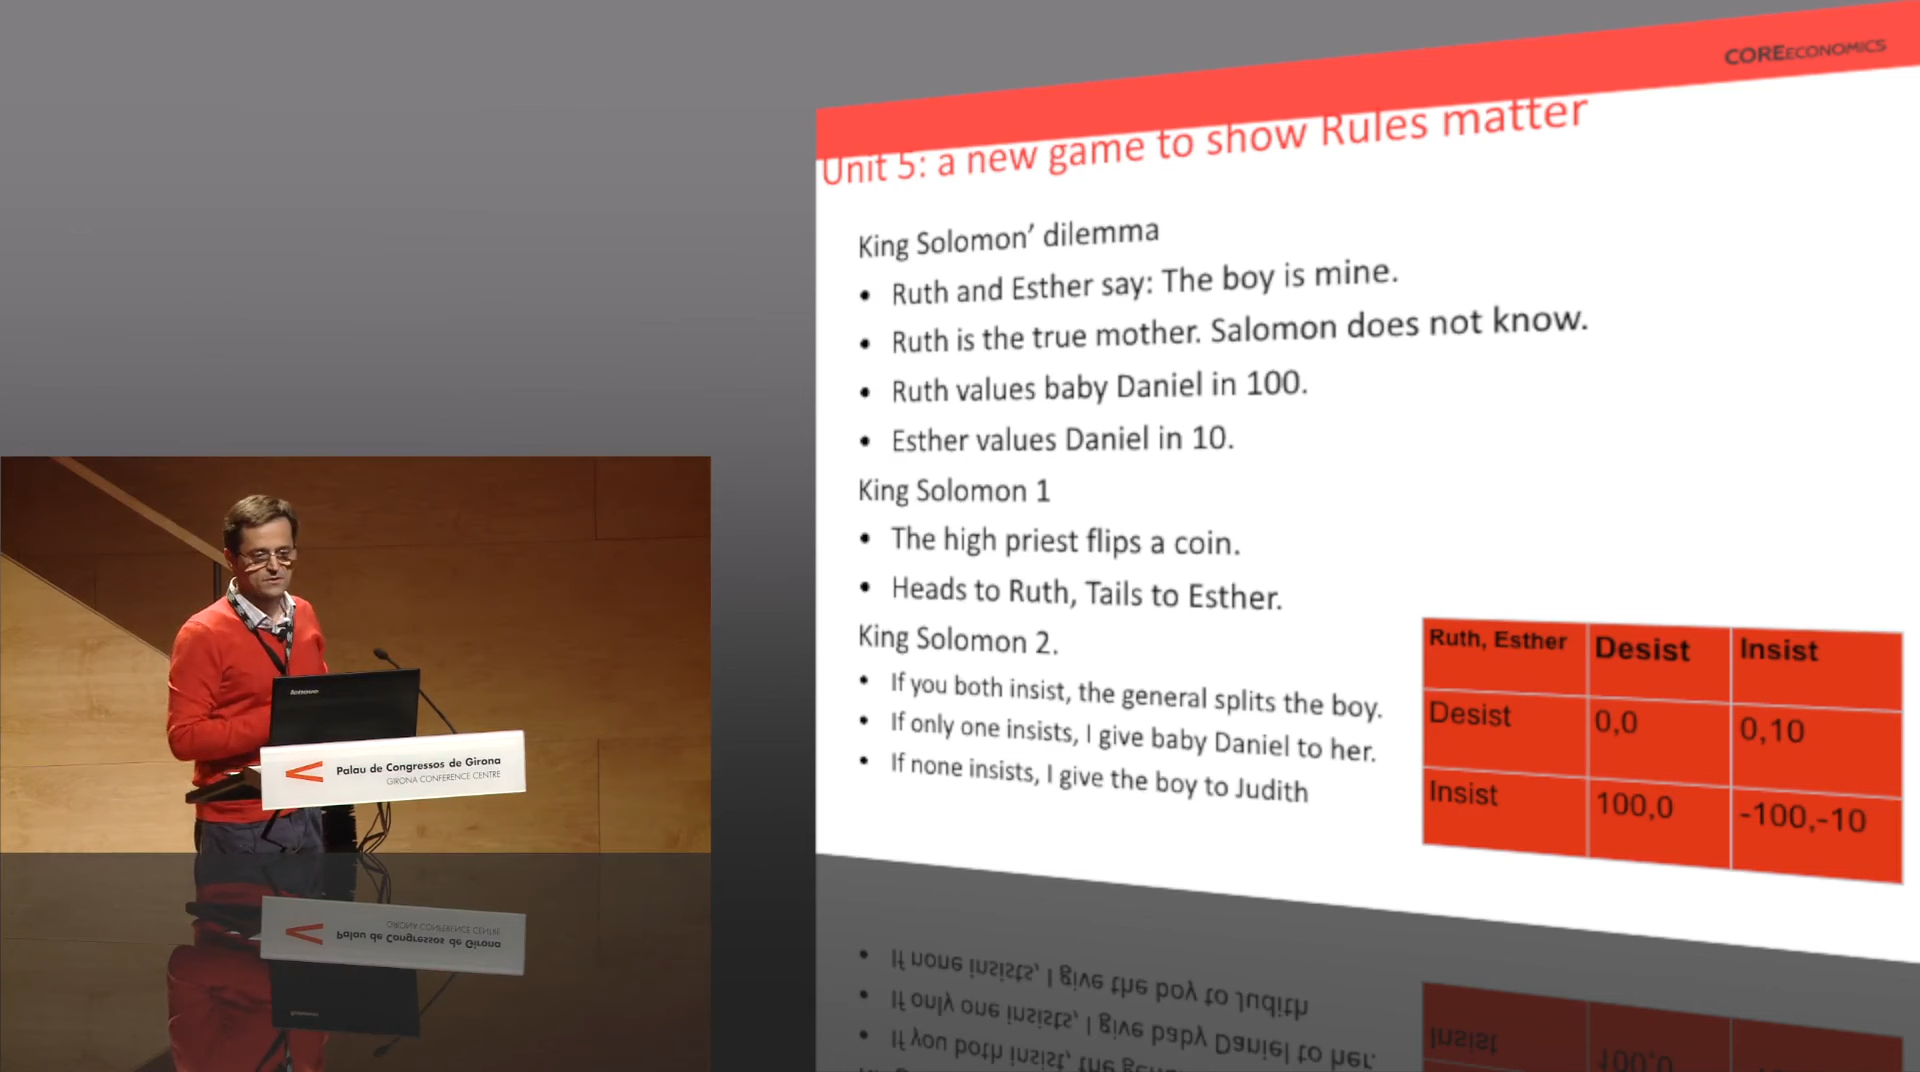 COREECONOMICS
Unit 5: a new game to show Rules matter
King Solomon' dilemma
• Ruth and Esther say: The boy is mine.
• Ruth is the true mother. Salomon does not know.
• Ruth values baby Daniel in 100.
• Esther values Daniel in 10.
King Solomon 1
• The high priest flips a coin.
• Heads to Ruth, Tails to Esther.
King Solomon 2.
• If you both insist, the general splits the boy.
• If only one insists, I give baby Daniel to her.
• If none insists, I give the boy to Judith
Ruth, Esther Desist Insist
Desist 0,0 0,10
Insist 100,0 -100,-10
lenovo
Palau de Congressos de Girona
GIRONA CONFERENCE CENTRE